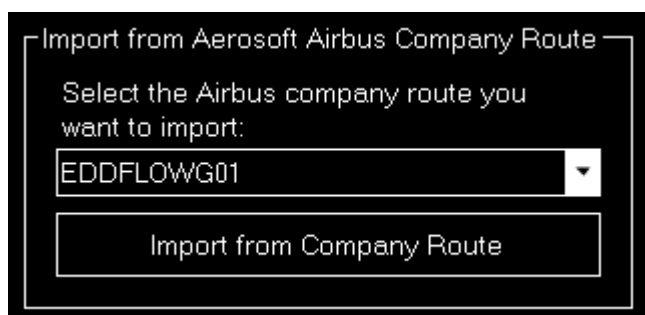 Import from Aerosoft Airbus Company Route
Select the Airbus company route you
want to import:
EDDFLOWG01
Import from Company Route